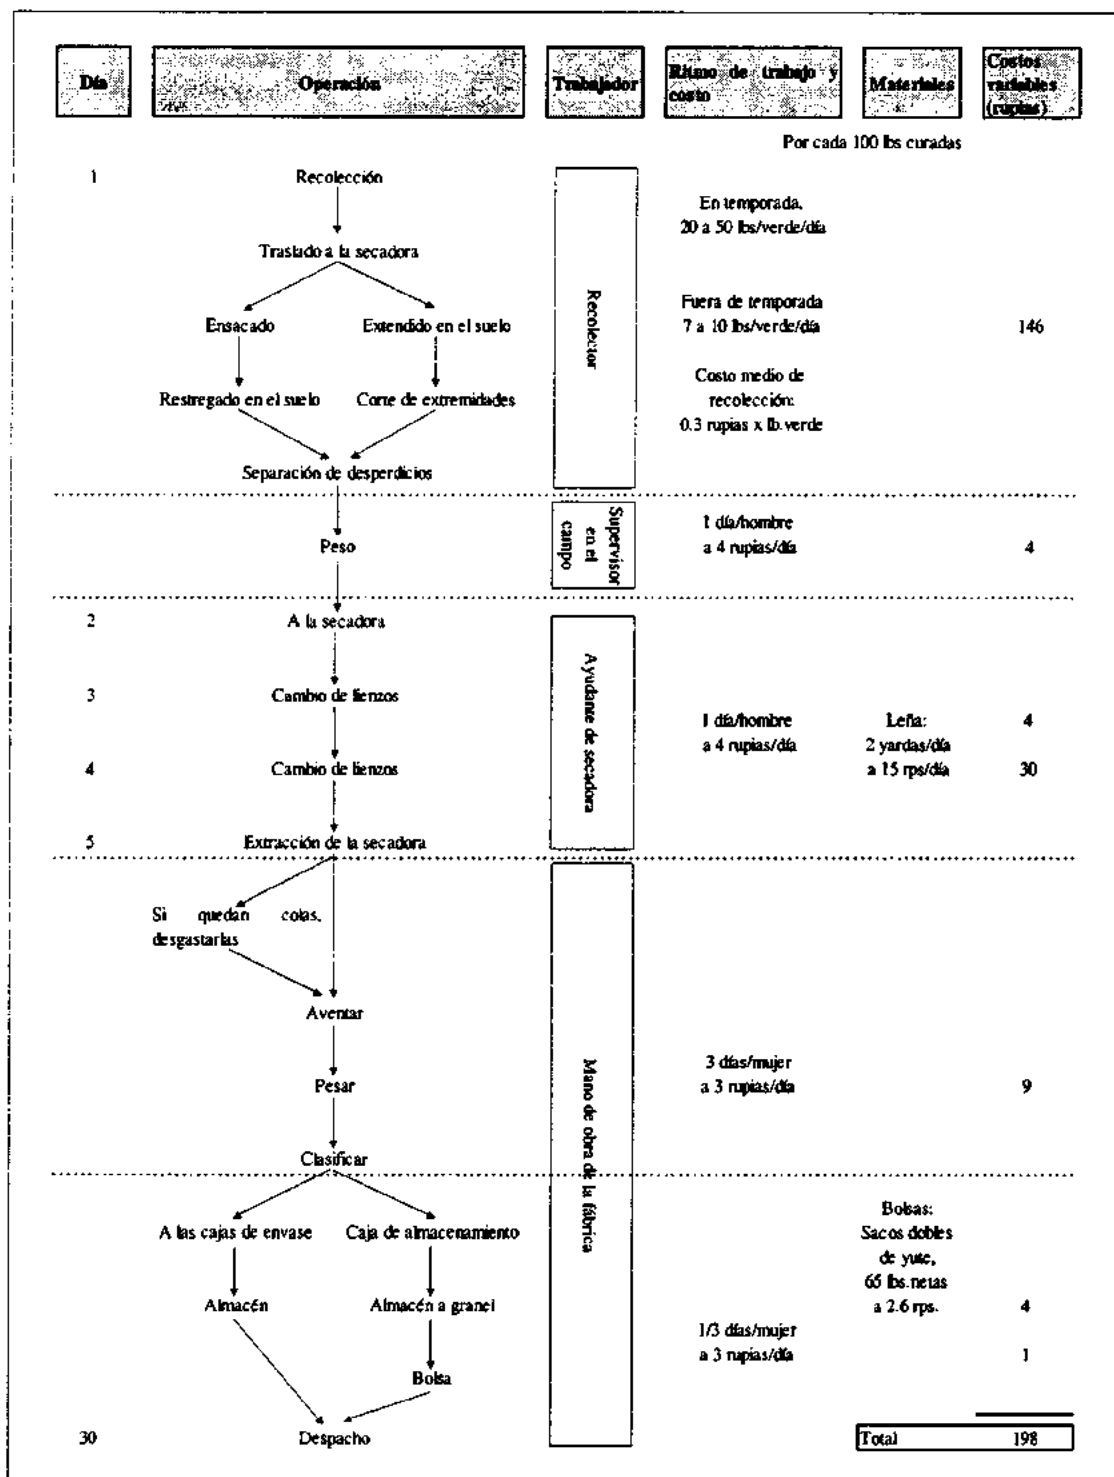 Día
Operación
Trabajador
Ritmo de trabajo y
costo
Materiales
Costos
variables
(rupias)
Por cada 100 lbs curadas
1
Recolección
En temporada,
20 a 50 lbs/verde/día
Traslado a la secadora
Recolector
Ensacado
Extendido en el suelo
Fuera de temporada
7 a 10 lbs/verde/día
146
Restregado en el suelo
Corte de extremidades
Costo medio de
recolección:
0.3 rupias x lb.verde
Separación de desperdicios
Peso
Supervisor
en el
campo
1 día/hombre
a 4 rupias/día
4
2
A la secadora
Ayudante de secadora
3
Cambio de lienzos
1 día/hombre
a 4 rupias/día
Leña:
2 yardas/día
a 15 rps/día
4
30
4
Cambio de lienzos
5
Extracción de la secadora
Si quedan colas,
desgastarlas
Aventar
Mano de obra de la fábrica
Pesar
3 días/mujer
a 3 rupias/día
9
Clasificar
A las cajas de envase
Caja de almacenamiento
Bolsas:
Sacos dobles
de yute,
65 lbs.netas
a 2.6 rps.
4
Almacén
Almacén a granel
1/3 días/mujer
a 3 rupias/día
1
Bolsa
30
Despacho
Total
198